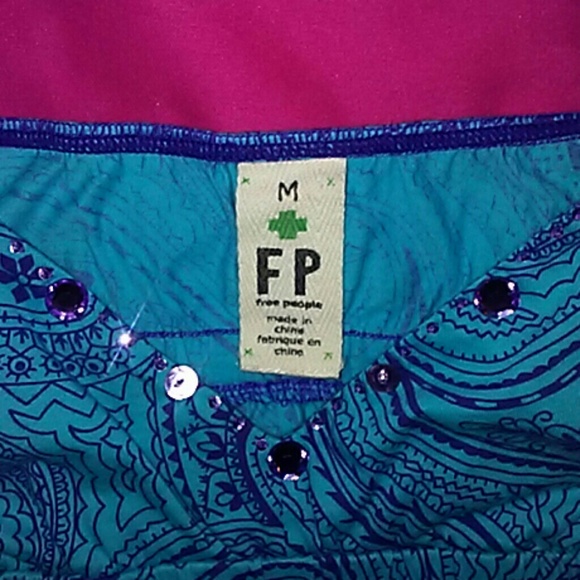 M
FP
free people
made in
china
fabrique en
chine